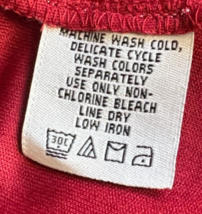 MACHINE WASH COLD,
DELICATE CYCLE
WASH COLORS
SEPARATELY
USE ONLY NON-
CHLORINE BLEACH
LINE DRY
LOW IRON
30C